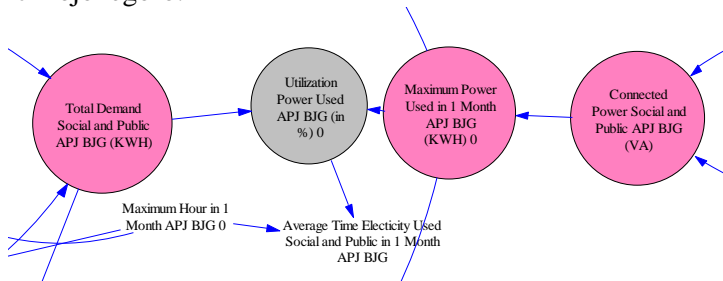 Total Demand
Social and Public
APJ BJG (KWH)
Utilization
Power Used
APJ BJG (in
%) 0
Maximum Power
Used in 1 Month
APJ BJG
(KWH) 0
Connected
Power Social and
Public APJ BJG
(VA)
Maximum Hour in 1
Month APJ BJG 0
Average Time Electicity Used
Social and Public in 1 Month
APJ BJG